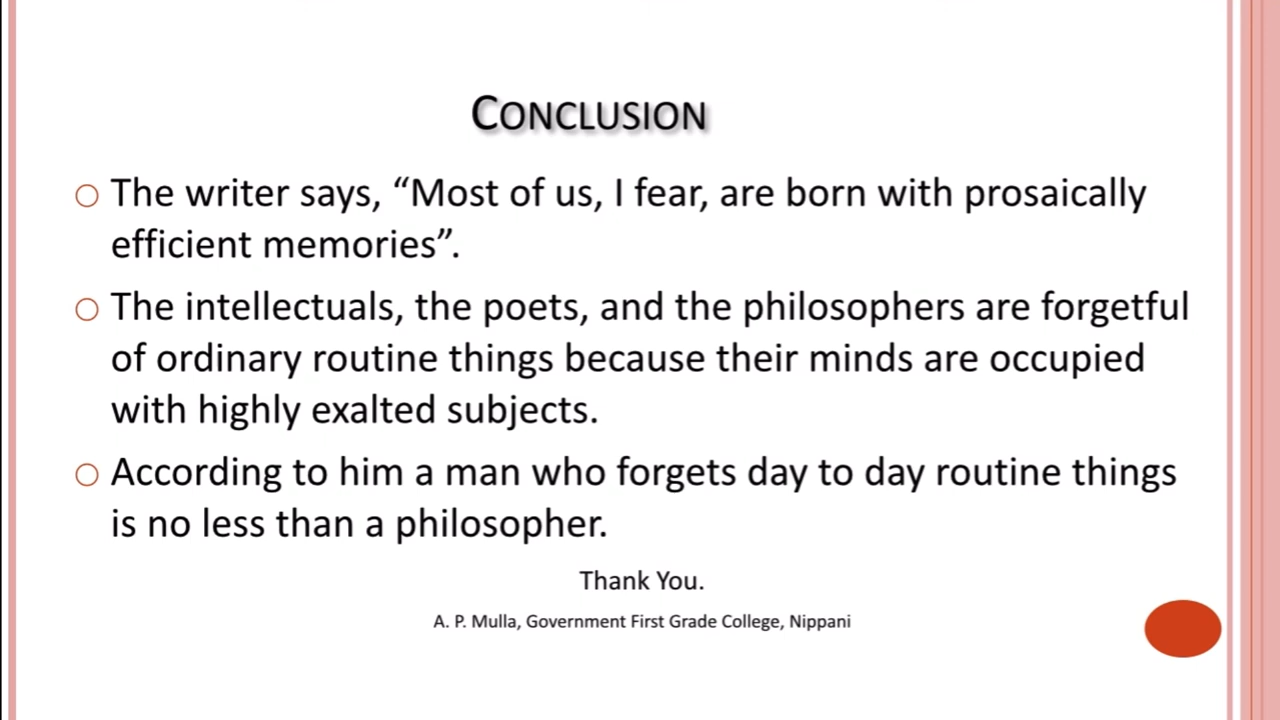 Conclusion
The writer says, “Most of us, I fear, are born with prosaically
efficient memories”.
The intellectuals, the poets, and the philosophers are forgetful
of ordinary routine things because their minds are occupied
with highly exalted subjects.
According to him a man who forgets day to day routine things
is no less than a philosopher.
Thank You.
A. P. Mulla, Government First Grade College, Nippani